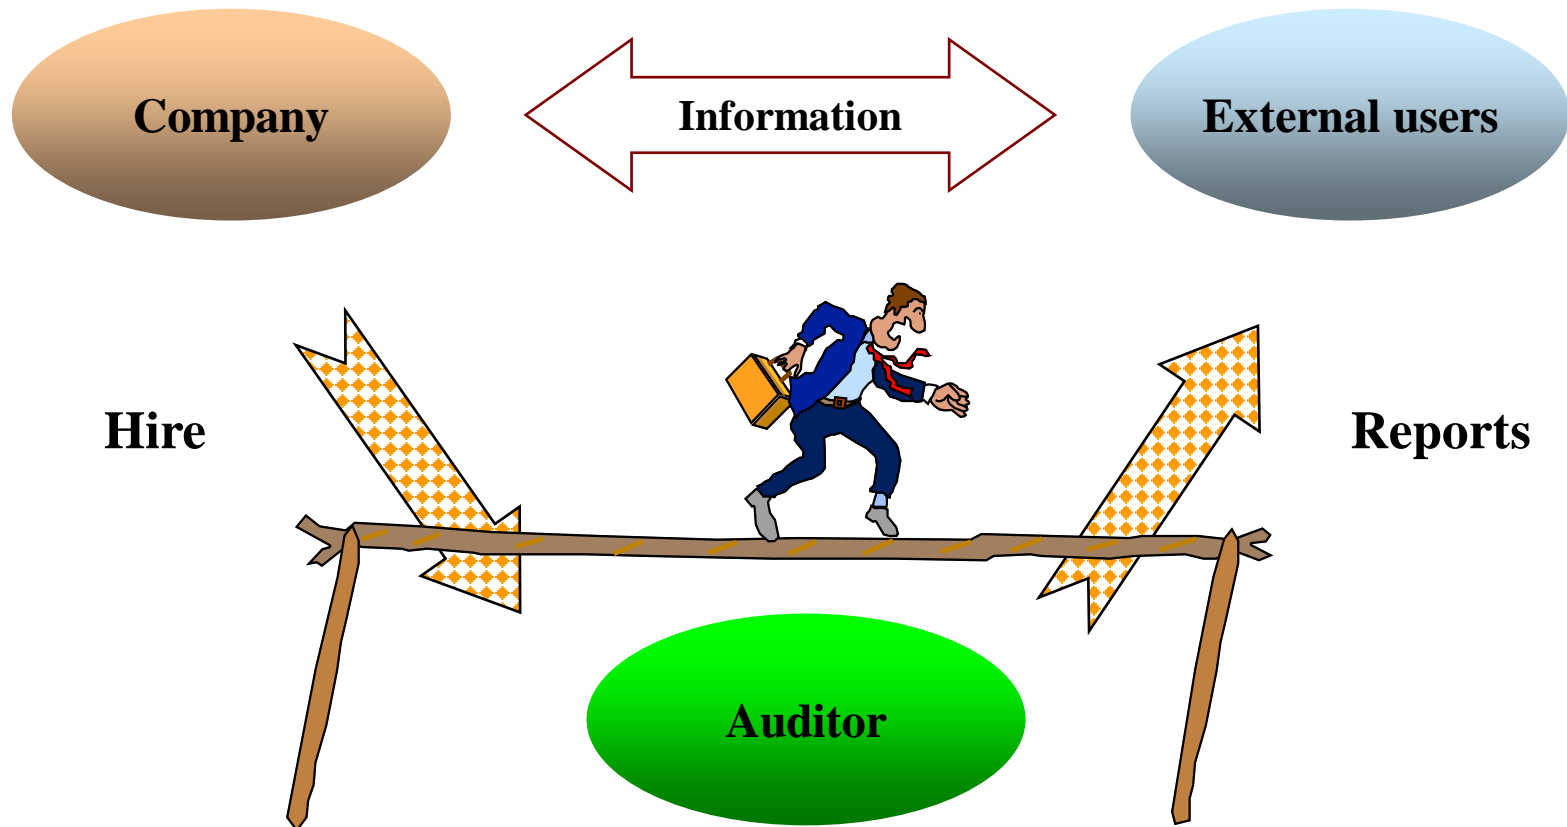 Company
Information
External users
Hire
Reports
Auditor